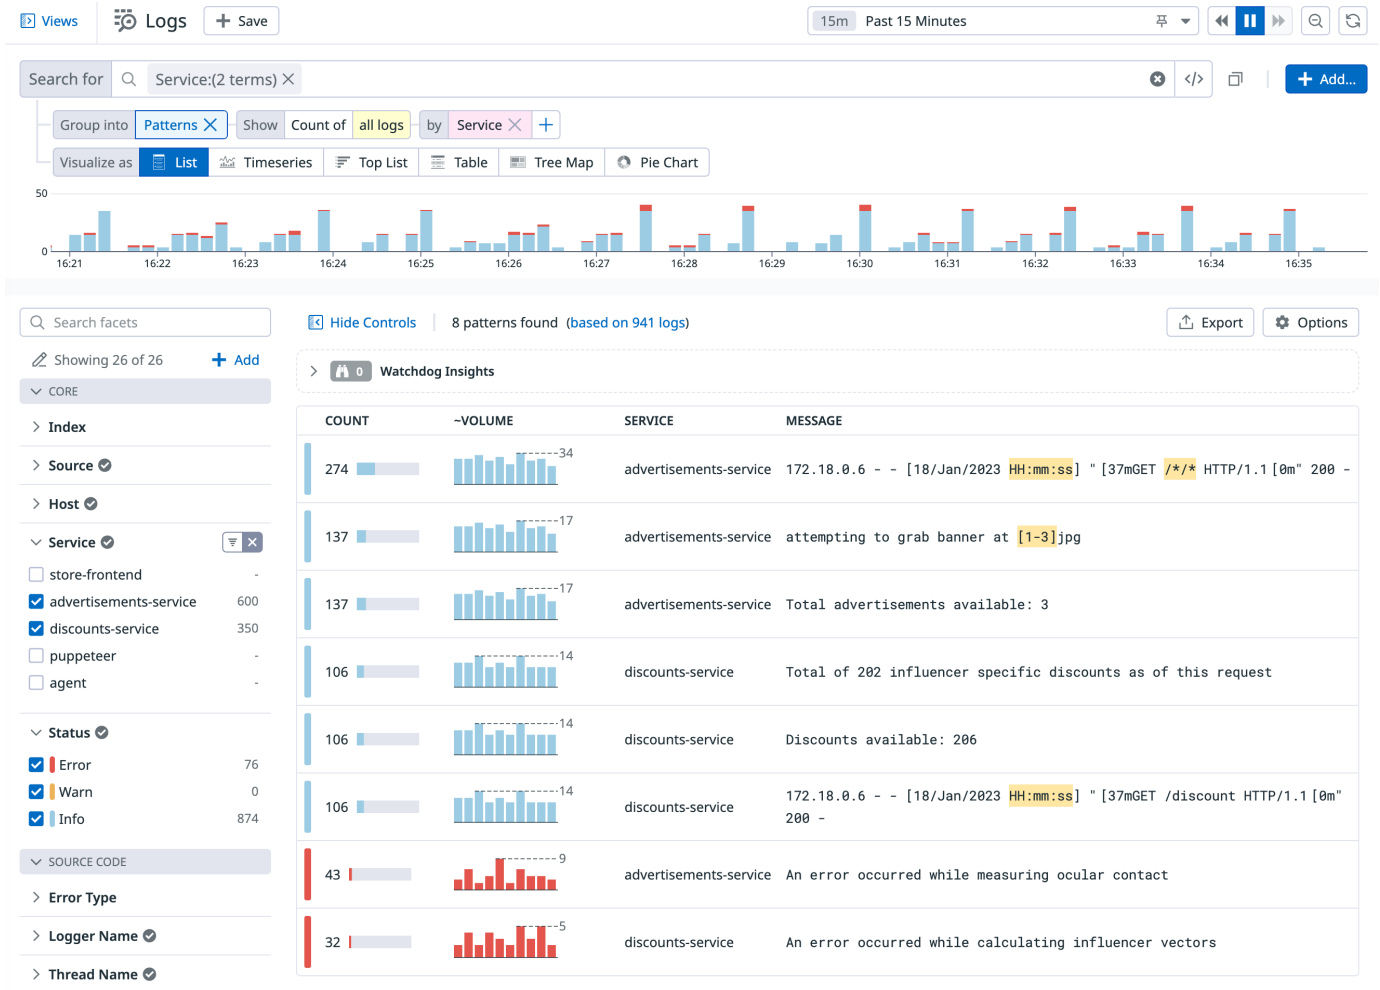 Views
Logs
Save
15m Past 15 Minutes
Search for Service:(2 terms)
</>
Add...
Group into Patterns Show Count of all logs by Service
Visualize as List Timeseries Top List Table Tree Map Pie Chart
50
0
16:21 16:22 16:23 16:24 16:25 16:26 16:27 16:28 16:29 16:30 16:31 16:32 16:33 16:34 16:35
Search facets
Showing 26 of 26 Add
CORE
Index
Source
Host
Service
store-frontend -
advertisements-service 600
discounts-service 350
puppeteer -
agent -
Status
Error 76
Warn 0
Info 874
SOURCE CODE
Error Type
Logger Name
Thread Name
Hide Controls 8 patterns found (based on 941 logs) Export Options
0 Watchdog Insights
COUNT ~VOLUME SERVICE MESSAGE
274 34 advertisements-service 172.18.0.6 - - [18/Jan/2023 HH:mm:ss] "[37mGET /*/* HTTP/1.1[0m" 200 -
137 17 advertisements-service attempting to grab banner at [1-3]jpg
137 17 advertisements-service Total advertisements available: 3
106 14 discounts-service Total of 202 influencer specific discounts as of this request
106 14 discounts-service Discounts available: 206
106 14 discounts-service 172.18.0.6 - - [18/Jan/2023 HH:mm:ss] "[37mGET /discount HTTP/1.1[0m"
200 -
43 9 advertisements-service An error occurred while measuring ocular contact
32 5 discounts-service An error occurred while calculating influencer vectors